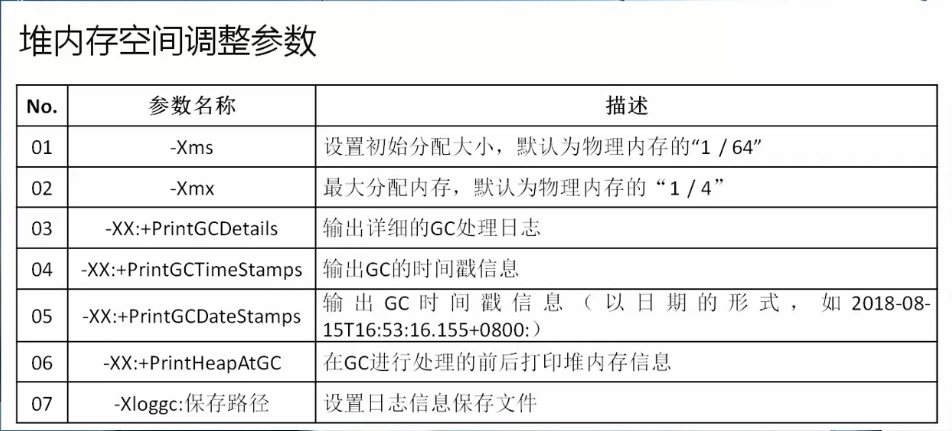 堆内存空间调整参数
No. 参数名称 描述
01 -Xms 设置初始分配大小，默认为物理内存的“1 / 64”
02 -Xmx 最大分配内存，默认为物理内存的 “1 / 4”
03 -XX:+PrintGCDetails 输出详细的GC处理日志
04 -XX:+PrintGCTimeStamps 输出GC的时间戳信息
05 -XX:+PrintGCDateStamps 输出GC时间戳信息（以日期的形式，如2018-08-
15T16:53:16.155+0800:）
06 -XX:+PrintHeapAtGC 在GC进行处理的前后打印堆内存信息
07 -Xloggc:保存路径 设置日志信息保存文件